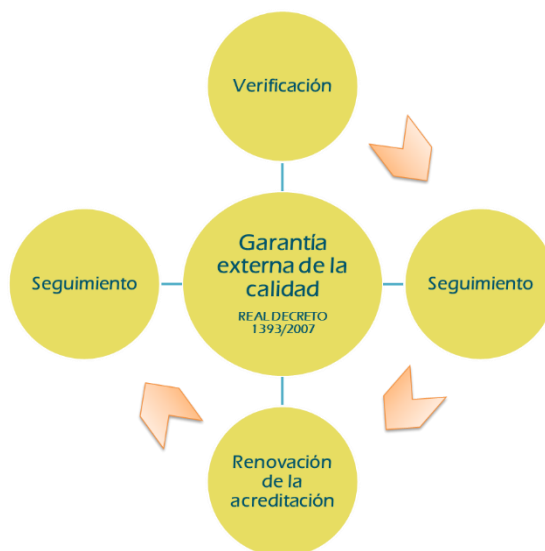 Verificación
Garantía
externa de la
calidad
REAL DECRETO
1393/2007
Seguimiento
Seguimiento
Renovación
de la
acreditación